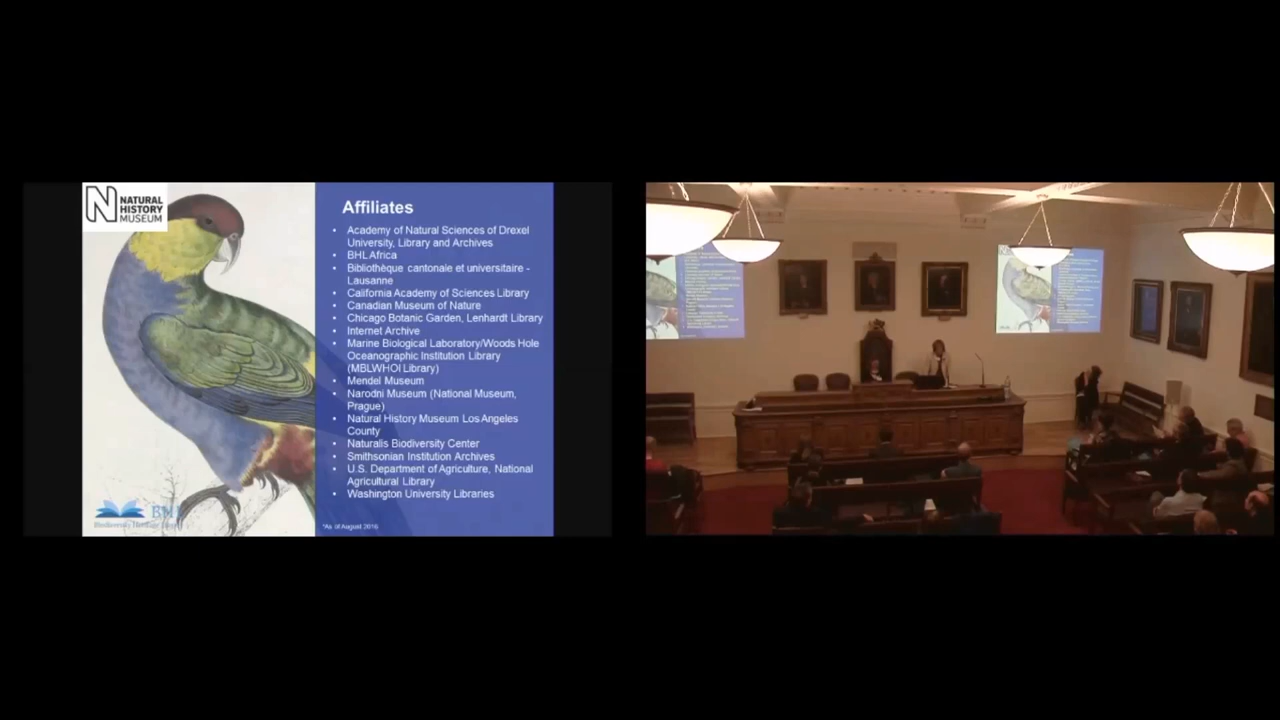 NATURAL
HISTORY
MUSEUM
Affiliates
• Academy of Natural Sciences of Drexel
University, Library and Archives
• BHL Africa
• Bibliothèque cantonale et universitaire -
Lausanne
• California Academy of Sciences Library
• Canadian Museum of Nature
• Chicago Botanic Garden, Lenhardt Library
• Internet Archive
• Marine Biological Laboratory/Woods Hole
Oceanographic Institution Library
(MBLWHOI Library)
• Mendel Museum
• Narodni Museum (National Museum,
Prague)
• Natural History Museum Los Angeles
County
• Naturalis Biodiversity Center
• Smithsonian Institution Archives
• U.S. Department of Agriculture, National
Agricultural Library
• Washington University Libraries
Biodiversity Heritage
*As of August 2016